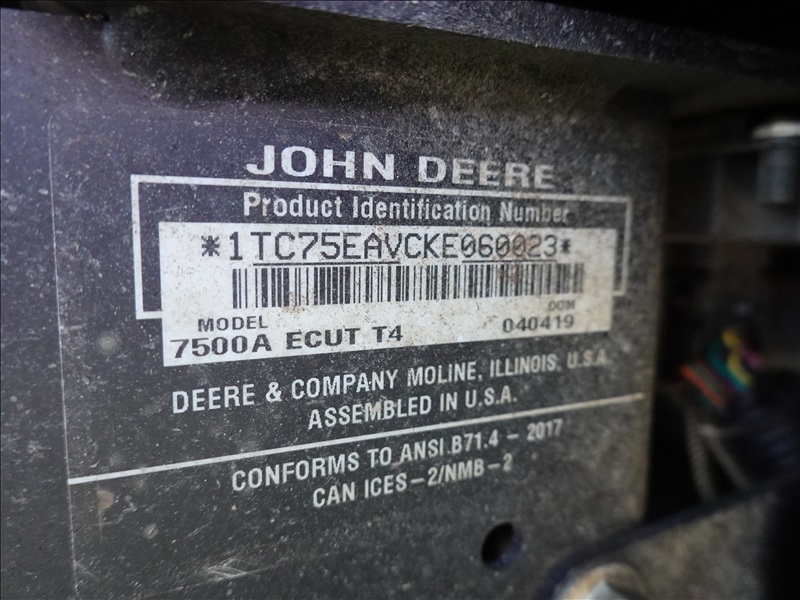 JOHN DEERE
Product Identification Number
*1TC75EAVCKE060023*
MODEL DOM
7500A ECUT T4 040419
DEERE & COMPANY MOLINE, ILLINOIS, U.S.A.
ASSEMBLED IN U.S.A.
CONFORMS TO ANSI B71.4 - 2017
CAN ICES-2/NMB-2